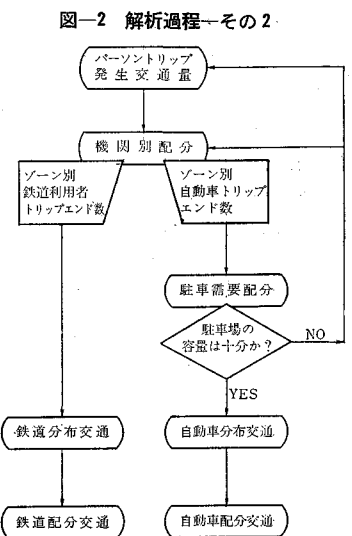 図―2 解析過程―その2
パーソントリップ
発生交通量
機関別配分
ゾーン別
鉄道利用者
トリップエンド数
ゾーン別
自動車トリップ
エンド数
駐車需要配分
駐車場の
容量は十分か?
NO
YES
鉄道分布交通
自動車分布交通
鉄道配分交通
自動車配分交通